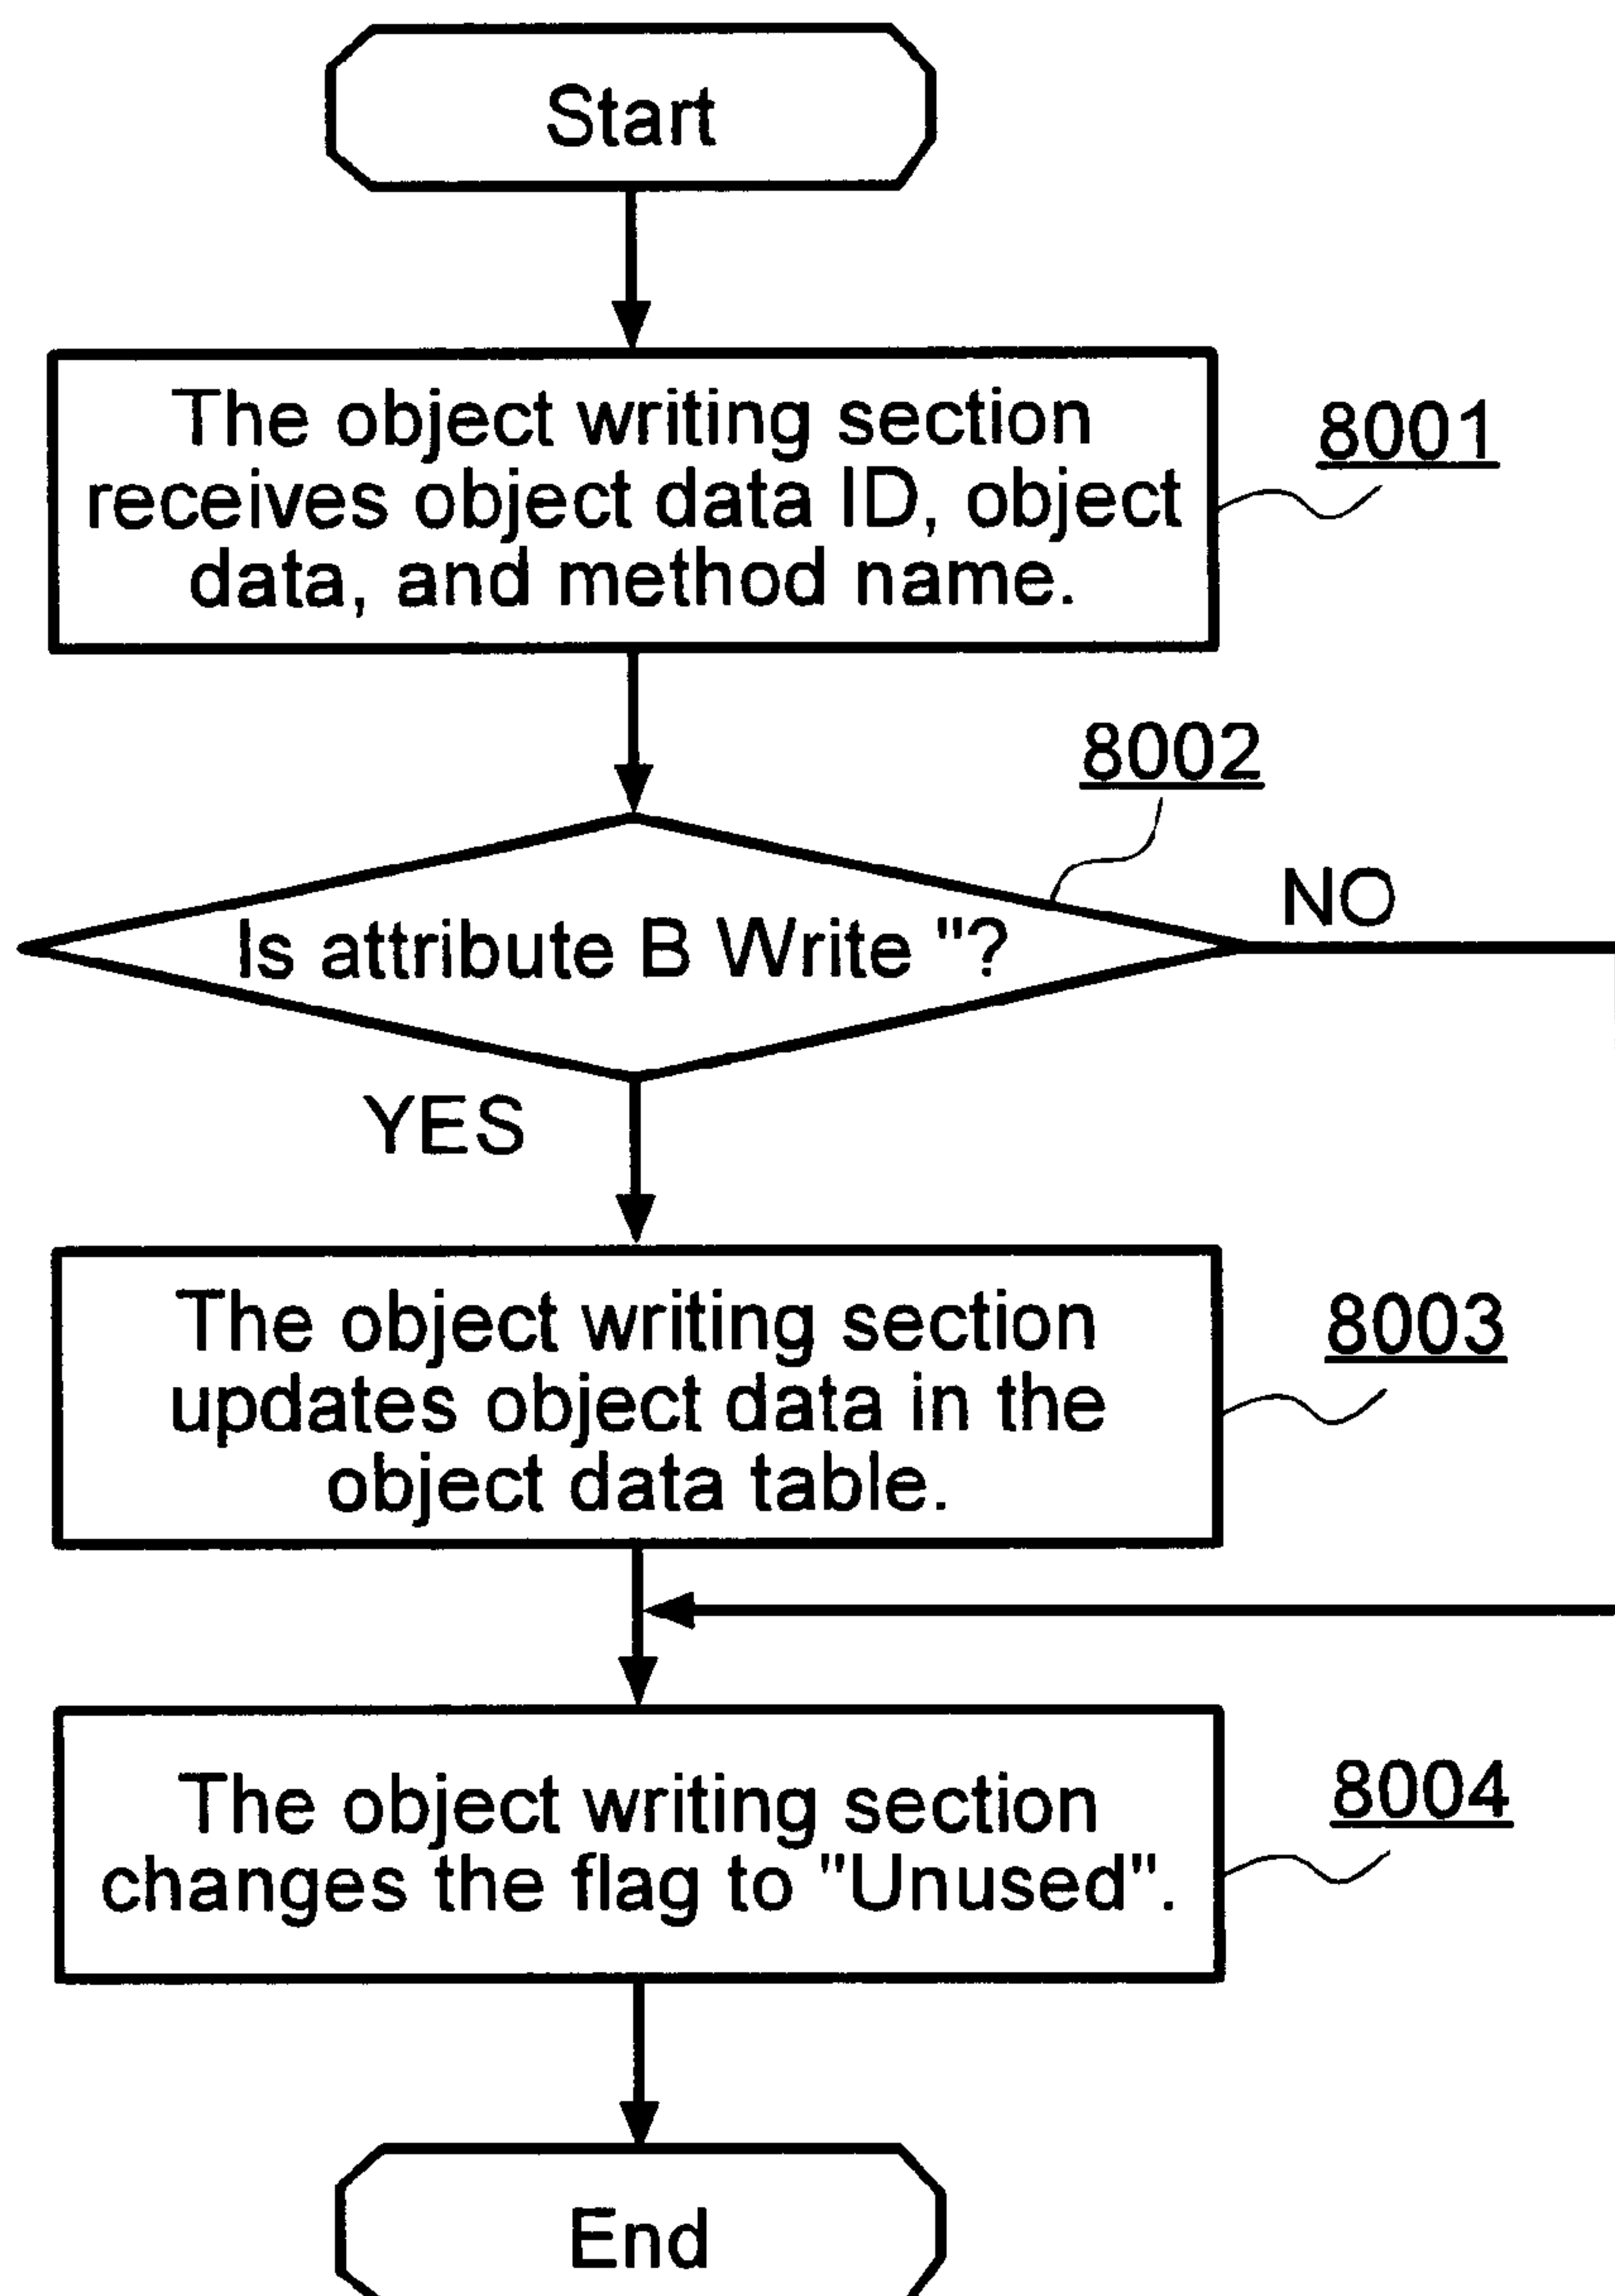 Start
The object writing section
receives object data ID, object
data, and method name.
8001
8002
Is attribute B Write "?
NO
YES
The object writing section
updates object data in the
object data table.
8003
The object writing section
changes the flag to "Unused".
8004
End